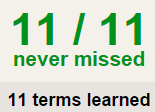 11 / 11
never missed
11 terms learned